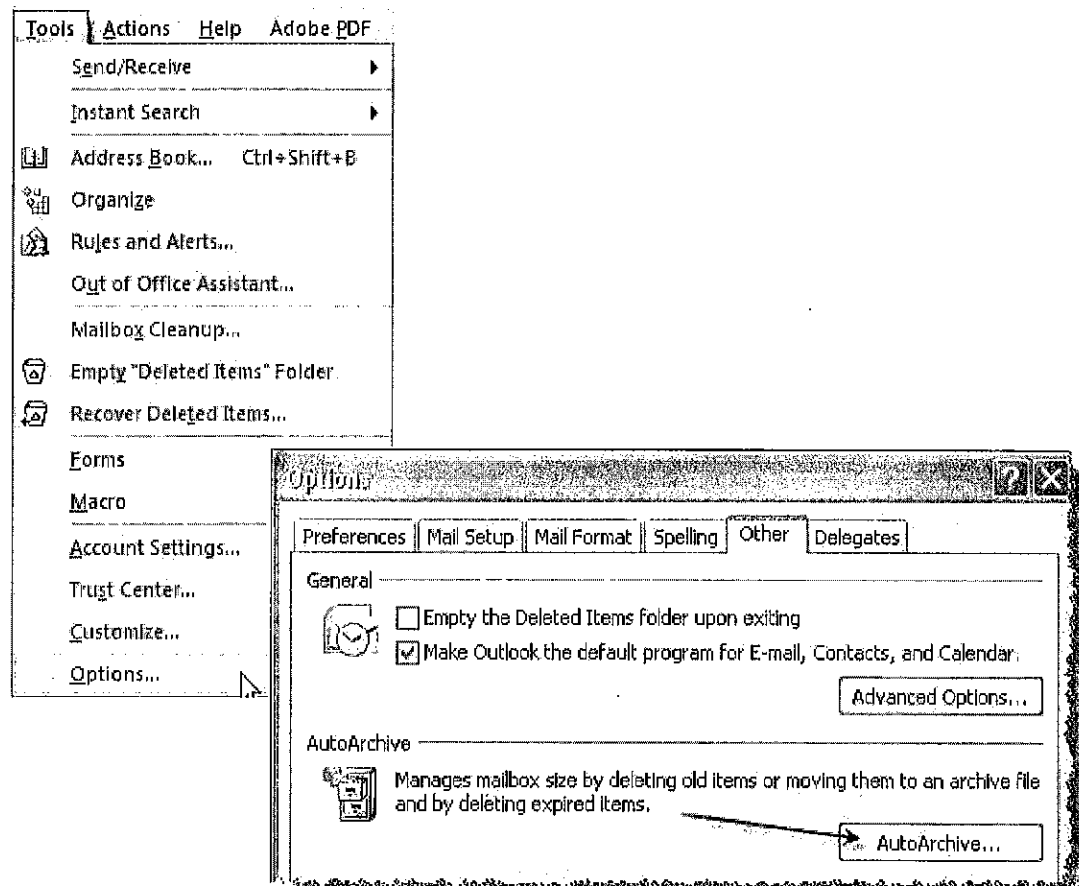 Tools Actions Help Adobe PDF
Send/Receive
Instant Search
Address Book... Ctrl+Shift+B
Organize
Rules and Alerts...
Out of Office Assistant...
Mailbox Cleanup...
Empty "Deleted Items" Folder
Recover Deleted Items...
Forms
Macro
Account Settings...
Trust Center...
Customize...
Options...
Options
Preferences Mail Setup Mail Format Spelling Other Delegates
General
Empty the Deleted Items folder upon exiting
Make Outlook the default program for E-mail, Contacts, and Calendar.
Advanced Options...
AutoArchive
Manages mailbox size by deleting old items or moving them to an archive file
and by deleting expired items.
AutoArchive...